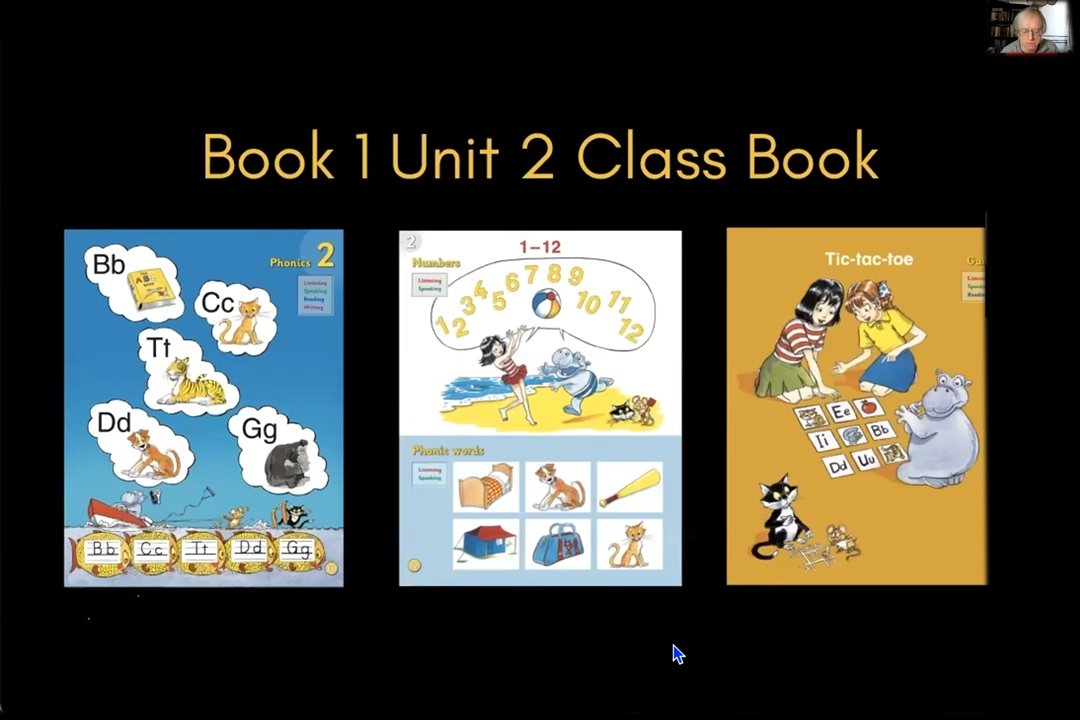 Book 1 Unit 2 Class Book
Phonics 2
Listening
Speaking
Reading
Writing
Bb
Cc
Tt
Dd
Gg
Bb Cc Tt Dd Gg
2
Numbers
1–12
Listening
Speaking
1 2 3 4 5 6 7 8 9 10 11 12
Phonic words
Listening
Speaking
Tic-tac-toe
Ee
Ii
Bb
Dd
Uu